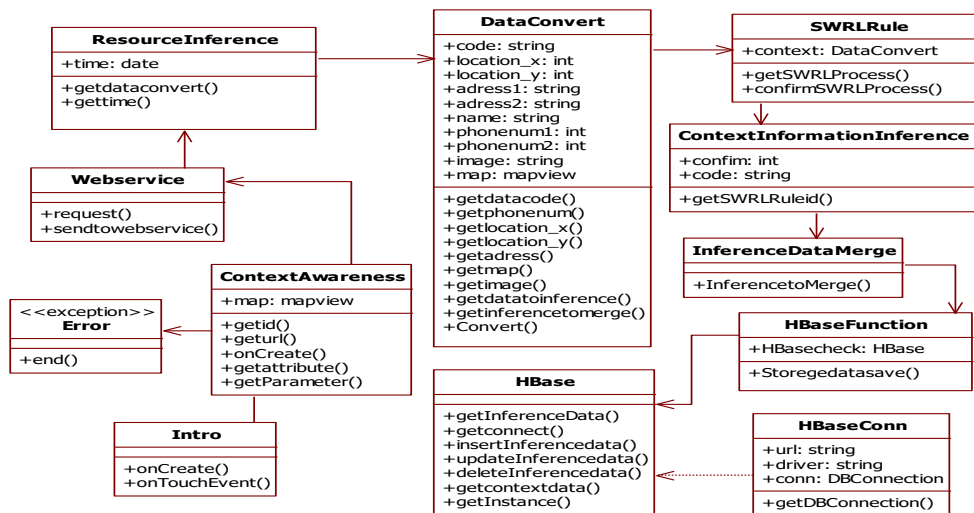 ResourceInference
+time: date
+getdataconvert()
+gettime()
DataConvert
+code: string
+location_x: int
+location_y: int
+adress1: string
+adress2: string
+name: string
+phonenum1: int
+phonenum2: int
+image: string
+map: mapview
+getdatacode()
+getphonenum()
+getlocation_x()
+getlocation_y()
+getadress()
+getmap()
+getimage()
+getdatatoinference()
+getinferencetomerge()
+Convert()
SWRLRule
+context: DataConvert
+getSWRLProcess()
+confirmSWRLProcess()
ContextInformationInference
+confim: int
+code: string
+getSWRLRuleid()
Webservice
+request()
+sendtowebservice()
InferenceDataMerge
+InferencetoMerge()
ContextAwareness
+map: mapview
+getid()
+geturl()
+onCreate()
+getattribute()
+getParameter()
<<exception>>
Error
+end()
HBaseFunction
+HBasecheck: HBase
+Storegedatasave()
HBase
+getInferenceData()
+getconnect()
+insertInferencedata()
+updateInferencedata()
+deleteInferencedata()
+getcontextdata()
+getInstance()
Intro
+onCreate()
+onTouchEvent()
HBaseConn
+url: string
+driver: string
+conn: DBConnection
+getDBConnection()